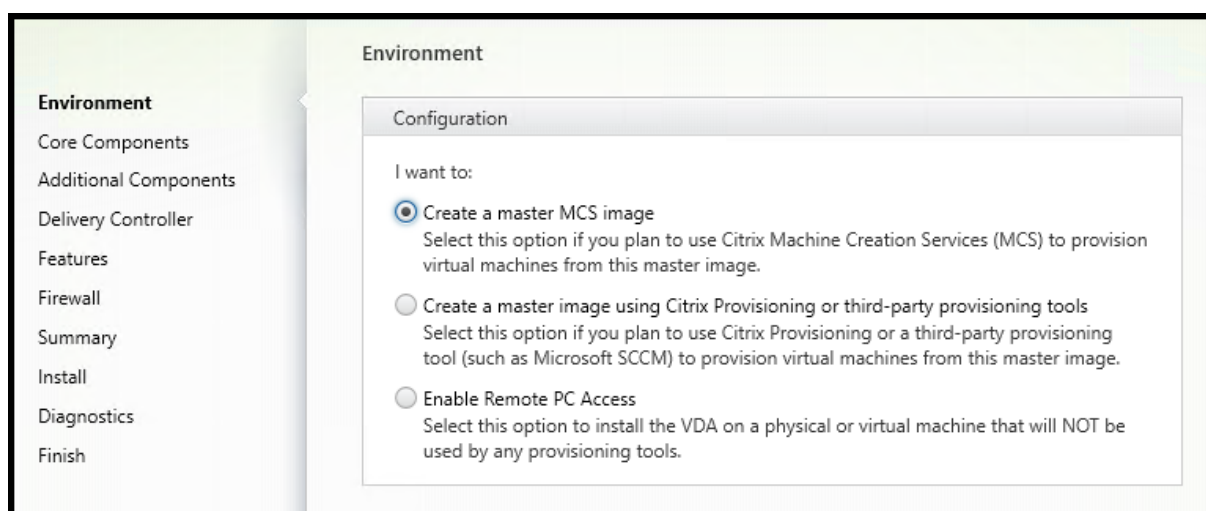 Environment
Environment
Core Components
Additional Components
Delivery Controller
Features
Firewall
Summary
Install
Diagnostics
Finish
Configuration
I want to:
Create a master MCS image
Select this option if you plan to use Citrix Machine Creation Services (MCS) to provision
virtual machines from this master image.
Create a master image using Citrix Provisioning or third-party provisioning tools
Select this option if you plan to use Citrix Provisioning or a third-party provisioning
tool (such as Microsoft SCCM) to provision virtual machines from this master image.
Enable Remote PC Access
Select this option to install the VDA on a physical or virtual machine that will NOT be
used by any provisioning tools.